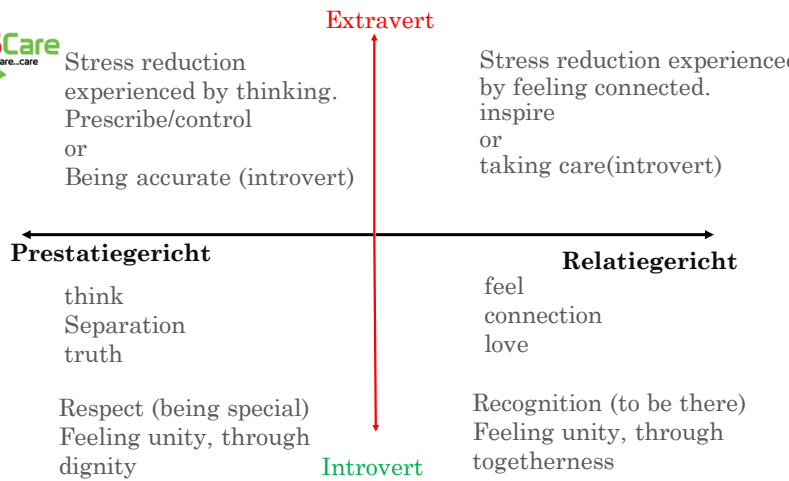 Extravert
Care
Stress reduction
experienced by thinking.
Prescribe/control
or
Being accurate (introvert)
Stress reduction experienced
by feeling connected.
inspire
or
taking care(introvert)
Prestatiegericht
Relatiegericht
think
Separation
truth
feel
connection
love
Respect (being special)
Feeling unity, through
dignity
Recognition (to be there)
Feeling unity, through
togetherness
Introvert